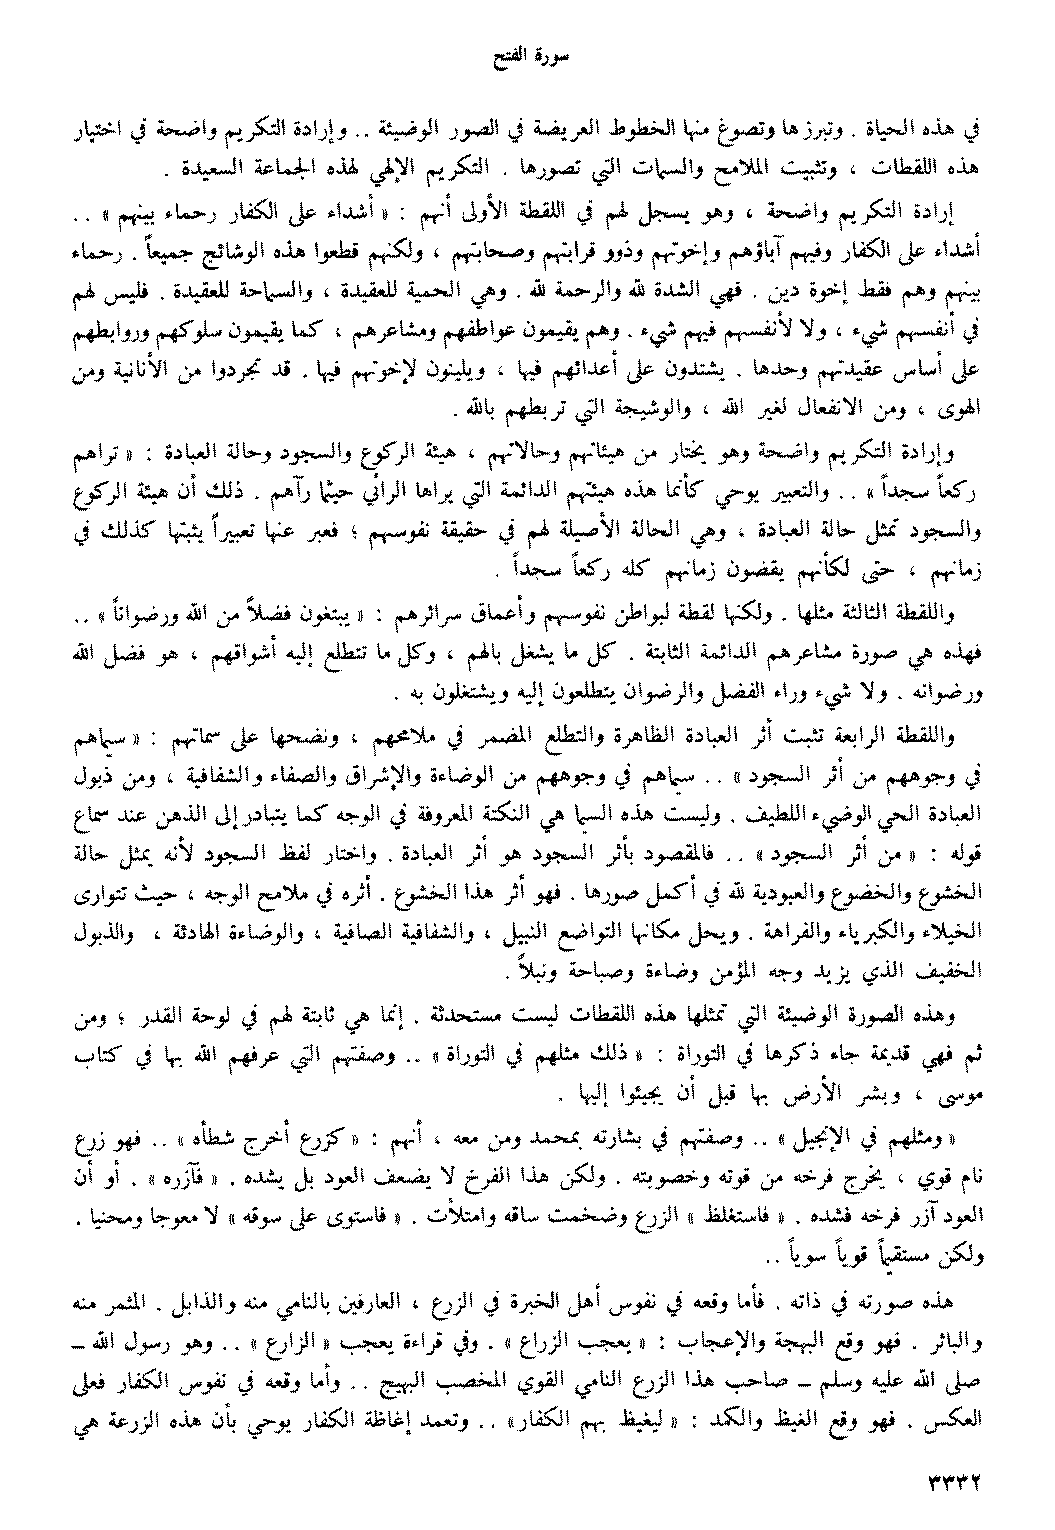 سورة الفتح
في هذه الحياة . وتبرزها وتصوغ منها الخطوط العريضة في الصور الوضيئة .. وإرادة التكريم واضحة في اختيار
هذه اللقطات ، وتثبيت الملامح والسمات التي تصورها . التكريم الإلهي لهذه الجماعة السعيدة .
إرادة التكريم واضحة ، وهو يسجل لهم في اللقطة الأولى أنهم : « أشداء على الكفار رحماء بينهم » ..
أشداء على الكفار وفيهم آباؤهم وإخوتهم وذوو قرابتهم وصحابتهم ، ولكنهم قطعوا هذه الوشائج جميعاً . رحماء
بينهم وهم فقط إخوة دين . فهي الشدة لله والرحمة لله . وهي الحمية للعقيدة ، والسماحة للعقيدة . فليس لهم
في أنفسهم شيء ، ولا لأنفسهم فيهم شيء . وهم يقيمون عواطفهم ومشاعرهم ، كما يقيمون سلوكهم وروابطهم
على أساس عقيدتهم وحدها . يشتدون على أعدائهم فيها ، ويلينون لإخوتهم فيها . قد تجردوا من الأنانية ومن
الهوى ، ومن الانفعال لغير الله ، والوشيجة التي تربطهم بالله .
وإرادة التكريم واضحة وهو يختار من هيئاتهم وحالاتهم ، هيئة الركوع والسجود وحالة العبادة : « تراهم
ركعاً سجداً » .. والتعبير يوحي كأنما هذه هيئتهم الدائمة التي يراها الرائي حيثما رآهم . ذلك أن هيئة الركوع
والسجود تمثل حالة العبادة ، وهي الحالة الأصيلة لهم في حقيقة نفوسهم ؛ فعبر عنها تعبيراً يثبتها كذلك في
زمانهم ، حتى لكأنهم يقضون زمانهم كله ركعاً سجداً .
واللقطة الثالثة مثلها . ولكنها لقطة لبواطن نفوسهم وأعماق سرائرهم : « يبتغون فضلاً من الله ورضواناً » ..
فهذه هي صورة مشاعرهم الدائمة الثابتة . كل ما يشغل بالهم ، وكل ما تتطلع إليه أشواقهم ، هو فضل الله
ورضوانه . ولا شيء وراء الفضل والرضوان يتطلعون إليه ويشتغلون به .
واللقطة الرابعة تثبت أثر العبادة الظاهرة والتطلع المضمر في ملامحهم ، ونضحها على سماتهم : « سيماهم
في وجوههم من أثر السجود » .. سيماهم في وجوههم من الوضاءة والإشراق والصفاء والشفافية ، ومن ذبول
العبادة الحي الوضيء اللطيف . وليست هذه السيما هي النكتة المعروفة في الوجه كما يتبادر إلى الذهن عند سماع
قوله : « من أثر السجود » .. فالمقصود بأثر السجود هو أثر العبادة . واختار لفظ السجود لأنه يمثل حالة
الخشوع والخضوع والعبودية لله في أكمل صورها . فهو أثر هذا الخشوع . أثره في ملامح الوجه ، حيث تتوارى
الخيلاء والكبرياء والفراهة . ويحل مكانها التواضع النبيل ، والشفافية الصافية ، والوضاءة الهادئة ، والذبول
الخفيف الذي يزيد وجه المؤمن وضاءة وصباحة ونبلاً .
وهذه الصورة الوضيئة التي تمثلها هذه اللقطات ليست مستحدثة . إنما هي ثابتة لهم في لوحة القدر ؛ ومن
ثم فهي قديمة جاء ذكرها في التوراة : « ذلك مثلهم في التوراة » .. وصفتهم التي عرفهم الله بها في كتاب
موسى ، وبشر الأرض بها قبل أن يجيئوا إليها .
« ومثلهم في الإنجيل » .. وصفتهم في بشارته بمحمد ومن معه ، أنهم : « كزرع أخرج شطأه » .. فهو زرع
نام قوي ، يخرج فرخه من قوته وخصوبته . ولكن هذا الفرخ لا يضعف العود بل يشده . « فآزره » . أو أن
العود آزر فرخه فشده . « فاستغلظ » الزرع وضخمت ساقه وامتلأت . « فاستوى على سوقه » لا معوجا ومحنيا .
ولكن مستقيماً قوياً سوياً ..
هذه صورته في ذاته . فأما وقعه في نفوس أهل الخبرة في الزرع ، العارفين بالنامي منه والذابل . المثمر منه
والبائر . فهو وقع البهجة والإعجاب : « يعجب الزراع » . وفي قراءة يعجب « الزارع » .. وهو رسول الله ــ
صلى الله عليه وسلم ــ صاحب هذا الزرع النامي القوي المخصب البهيج .. وأما وقعه في نفوس الكفار فعلى
العكس . فهو وقع الغيظ والكمد : « ليغيظ بهم الكفار» .. وتعمد إغاظة الكفار يوحي بأن هذه الزرعة هي
٣٣٣٢